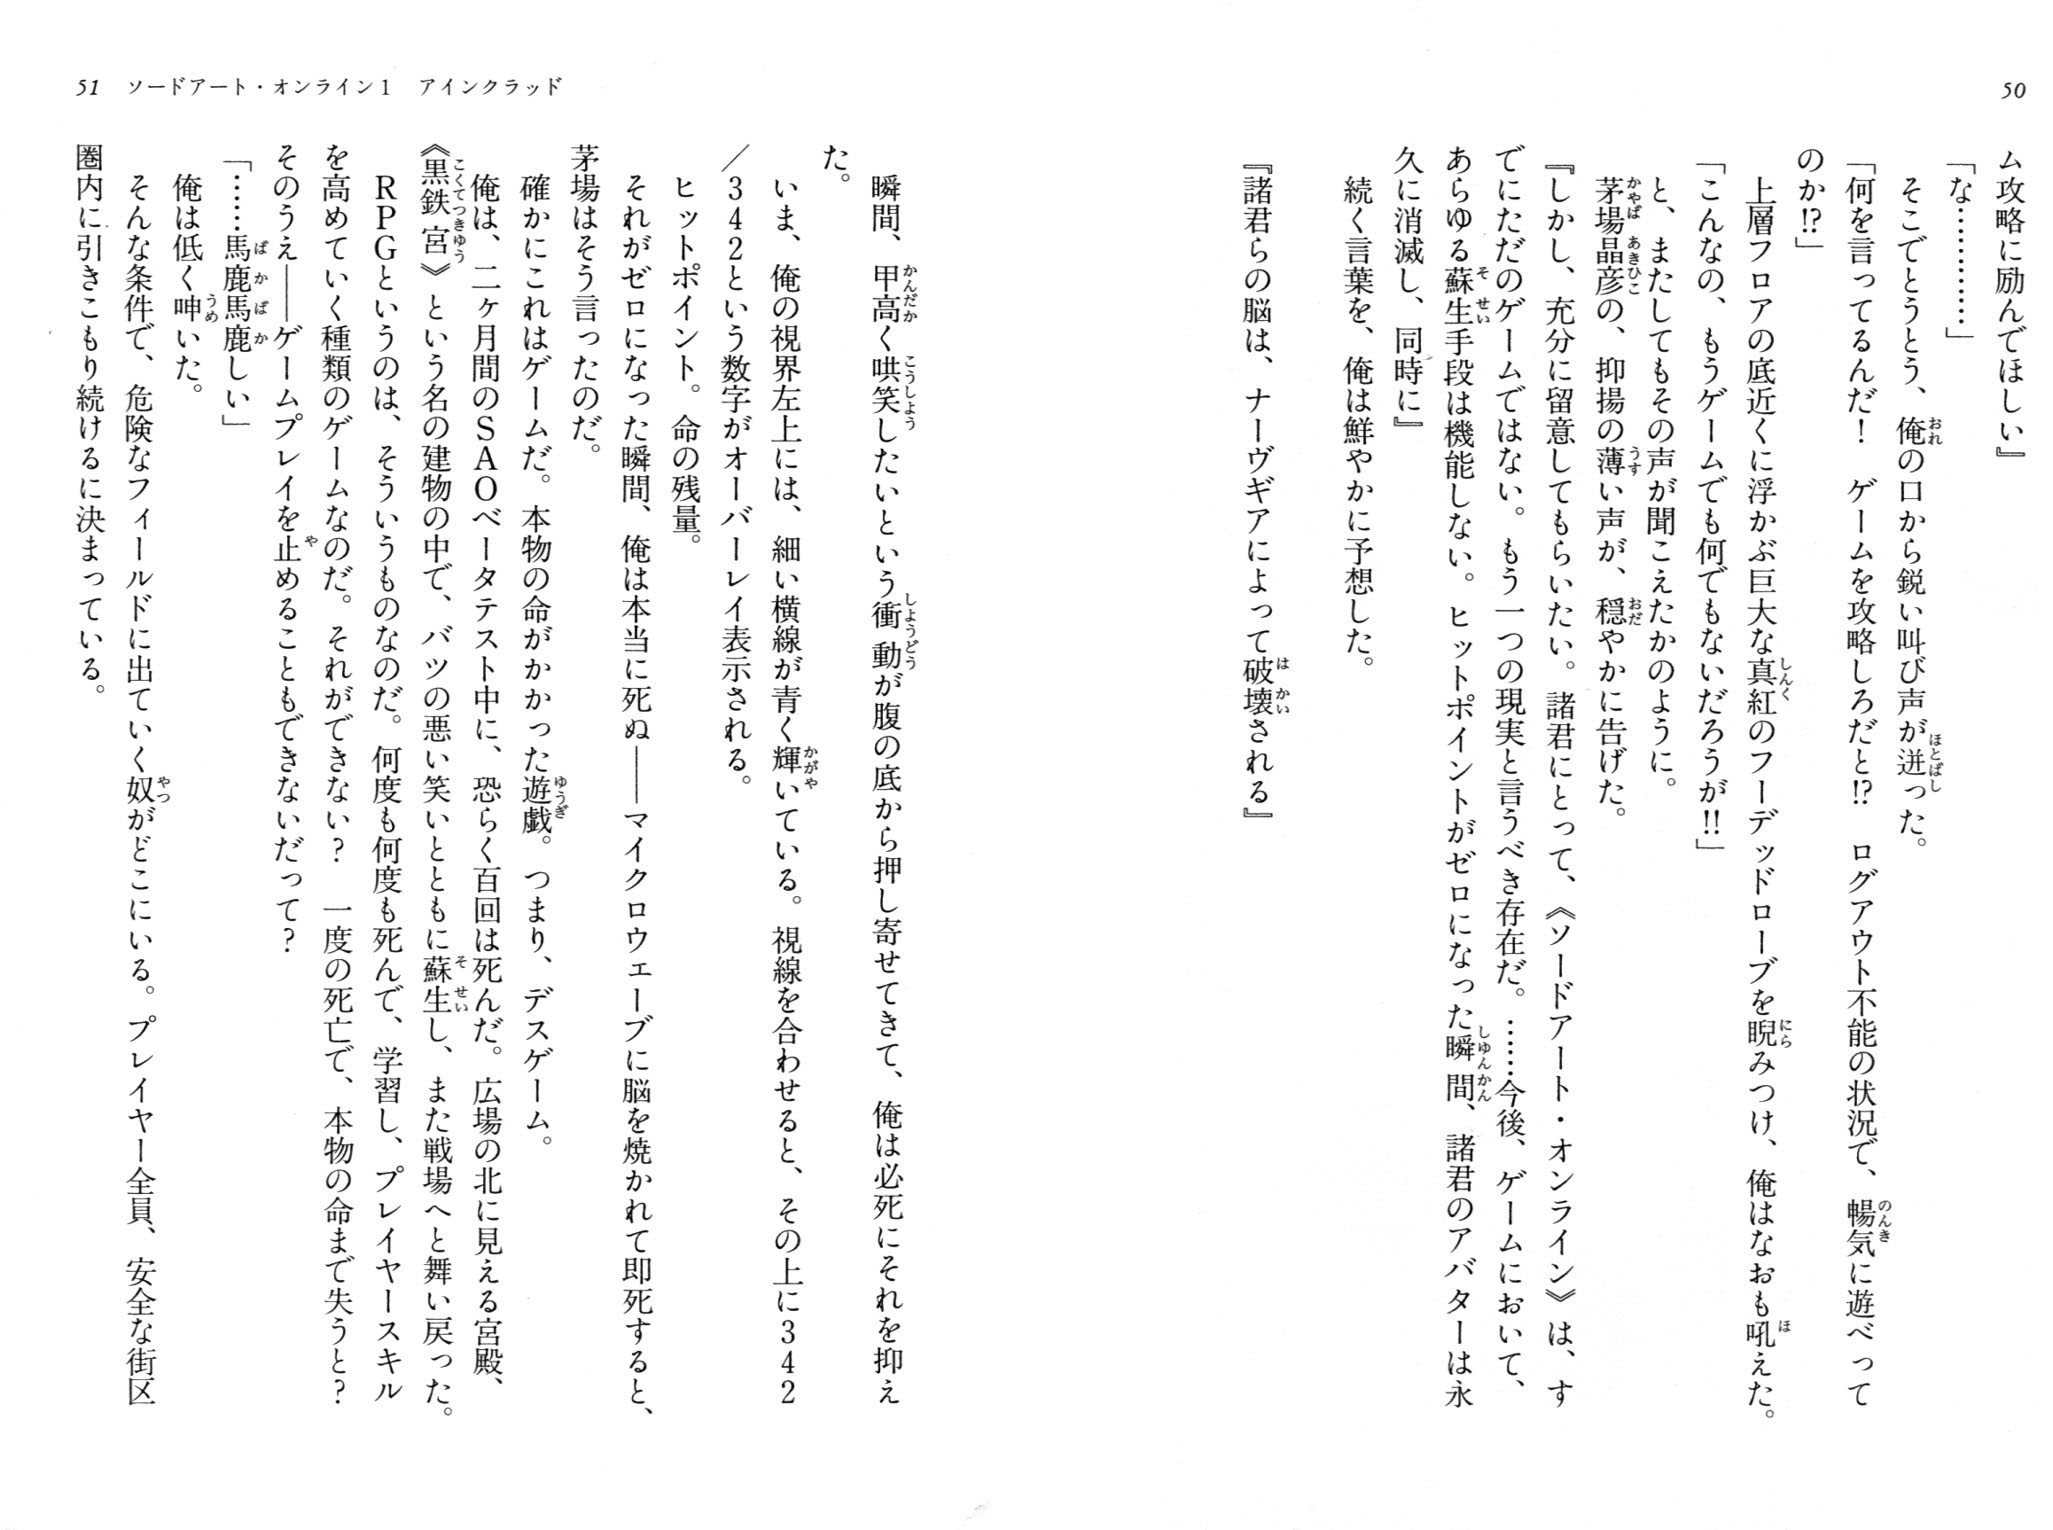 50
ム攻略に励んでほしい』
「な…………」
そこでとうとう、俺の口から鋭い叫び声が迸った。
「何を言ってるんだ！　ゲームを攻略しろだと!?　ログアウト不能の状況で、暢気に遊べって
のか!?」
上層フロアの底近くに浮かぶ巨大な真紅のフーデッドローブを睨みつけ、俺はなおも吼えた。
「こんなの、もうゲームでも何でもないだろうが!!」
と、またしてもその声が聞こえたかのように。
茅場晶彦の、抑揚の薄い声が、穏やかに告げた。
『しかし、充分に留意してもらいたい。諸君にとって、《ソードアート・オンライン》は、す
でにただのゲームではない。もう一つの現実と言うべき存在だ。……今後、ゲームにおいて、
あらゆる蘇生手段は機能しない。ヒットポイントがゼロになった瞬間、諸君のアバターは永
久に消滅し、同時に』
続く言葉を、俺は鮮やかに予想した。
『諸君らの脳は、ナーヴギアによって破壊される』
51　ソードアート・オンライン1　アインクラッド
瞬間、甲高く哄笑したいという衝動が腹の底から押し寄せてきて、俺は必死にそれを抑え
た。
いま、俺の視界左上には、細い横線が青く輝いている。視線を合わせると、その上に342
／342という数字がオーバーレイ表示される。
ヒットポイント。命の残量。
それがゼロになった瞬間、俺は本当に死ぬ――マイクロウェーブに脳を焼かれて即死すると、
茅場はそう言ったのだ。
確かにこれはゲームだ。本物の命がかかった遊戯。つまり、デスゲーム。
俺は、二ヶ月間のSAOベータテスト中に、恐らく百回は死んだ。広場の北に見える宮殿、
《黒鉄宮》という名の建物の中で、バツの悪い笑いとともに蘇生し、また戦場へと舞い戻った。
RPGというのは、そういうものなのだ。何度も何度も死んで、学習し、プレイヤースキル
を高めていく種類のゲームなのだ。それができない？　一度の死亡で、本物の命まで失うと？
そのうえ――ゲームプレイを止めることもできないだって？
「……馬鹿馬鹿しい」
俺は低く呻いた。
そんな条件で、危険なフィールドに出ていく奴がどこにいる。プレイヤー全員、安全な街区
圏内に引きこもり続けるに決まっている。